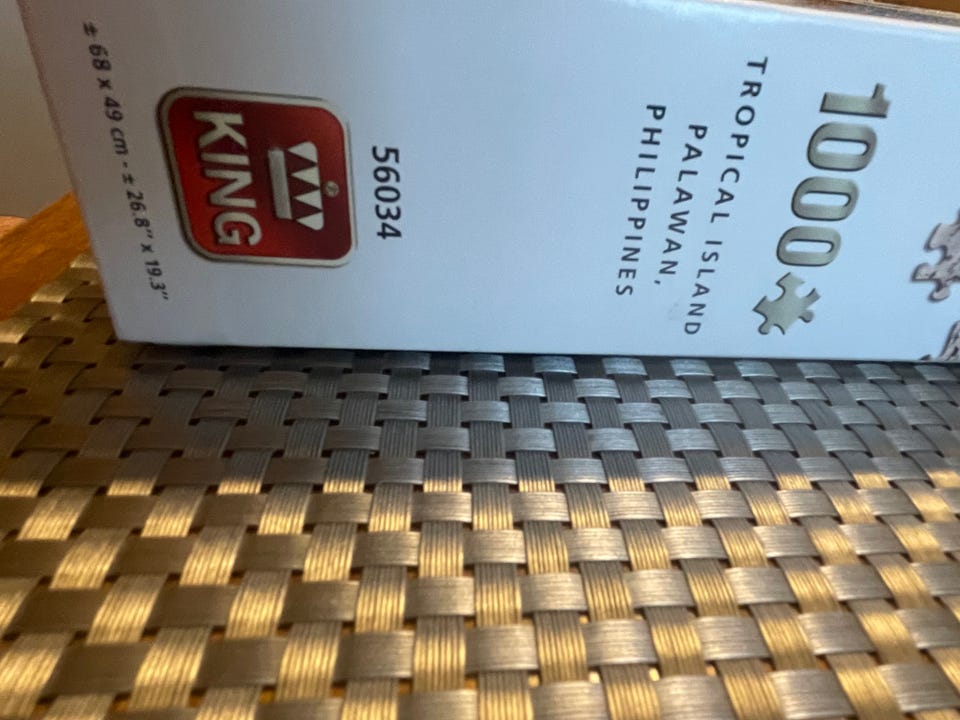 1000
TROPICAL ISLAND
PALAWAN,
PHILIPPINES
56034
KING
± 68 x 49 cm - ± 26.8" x 19.3"